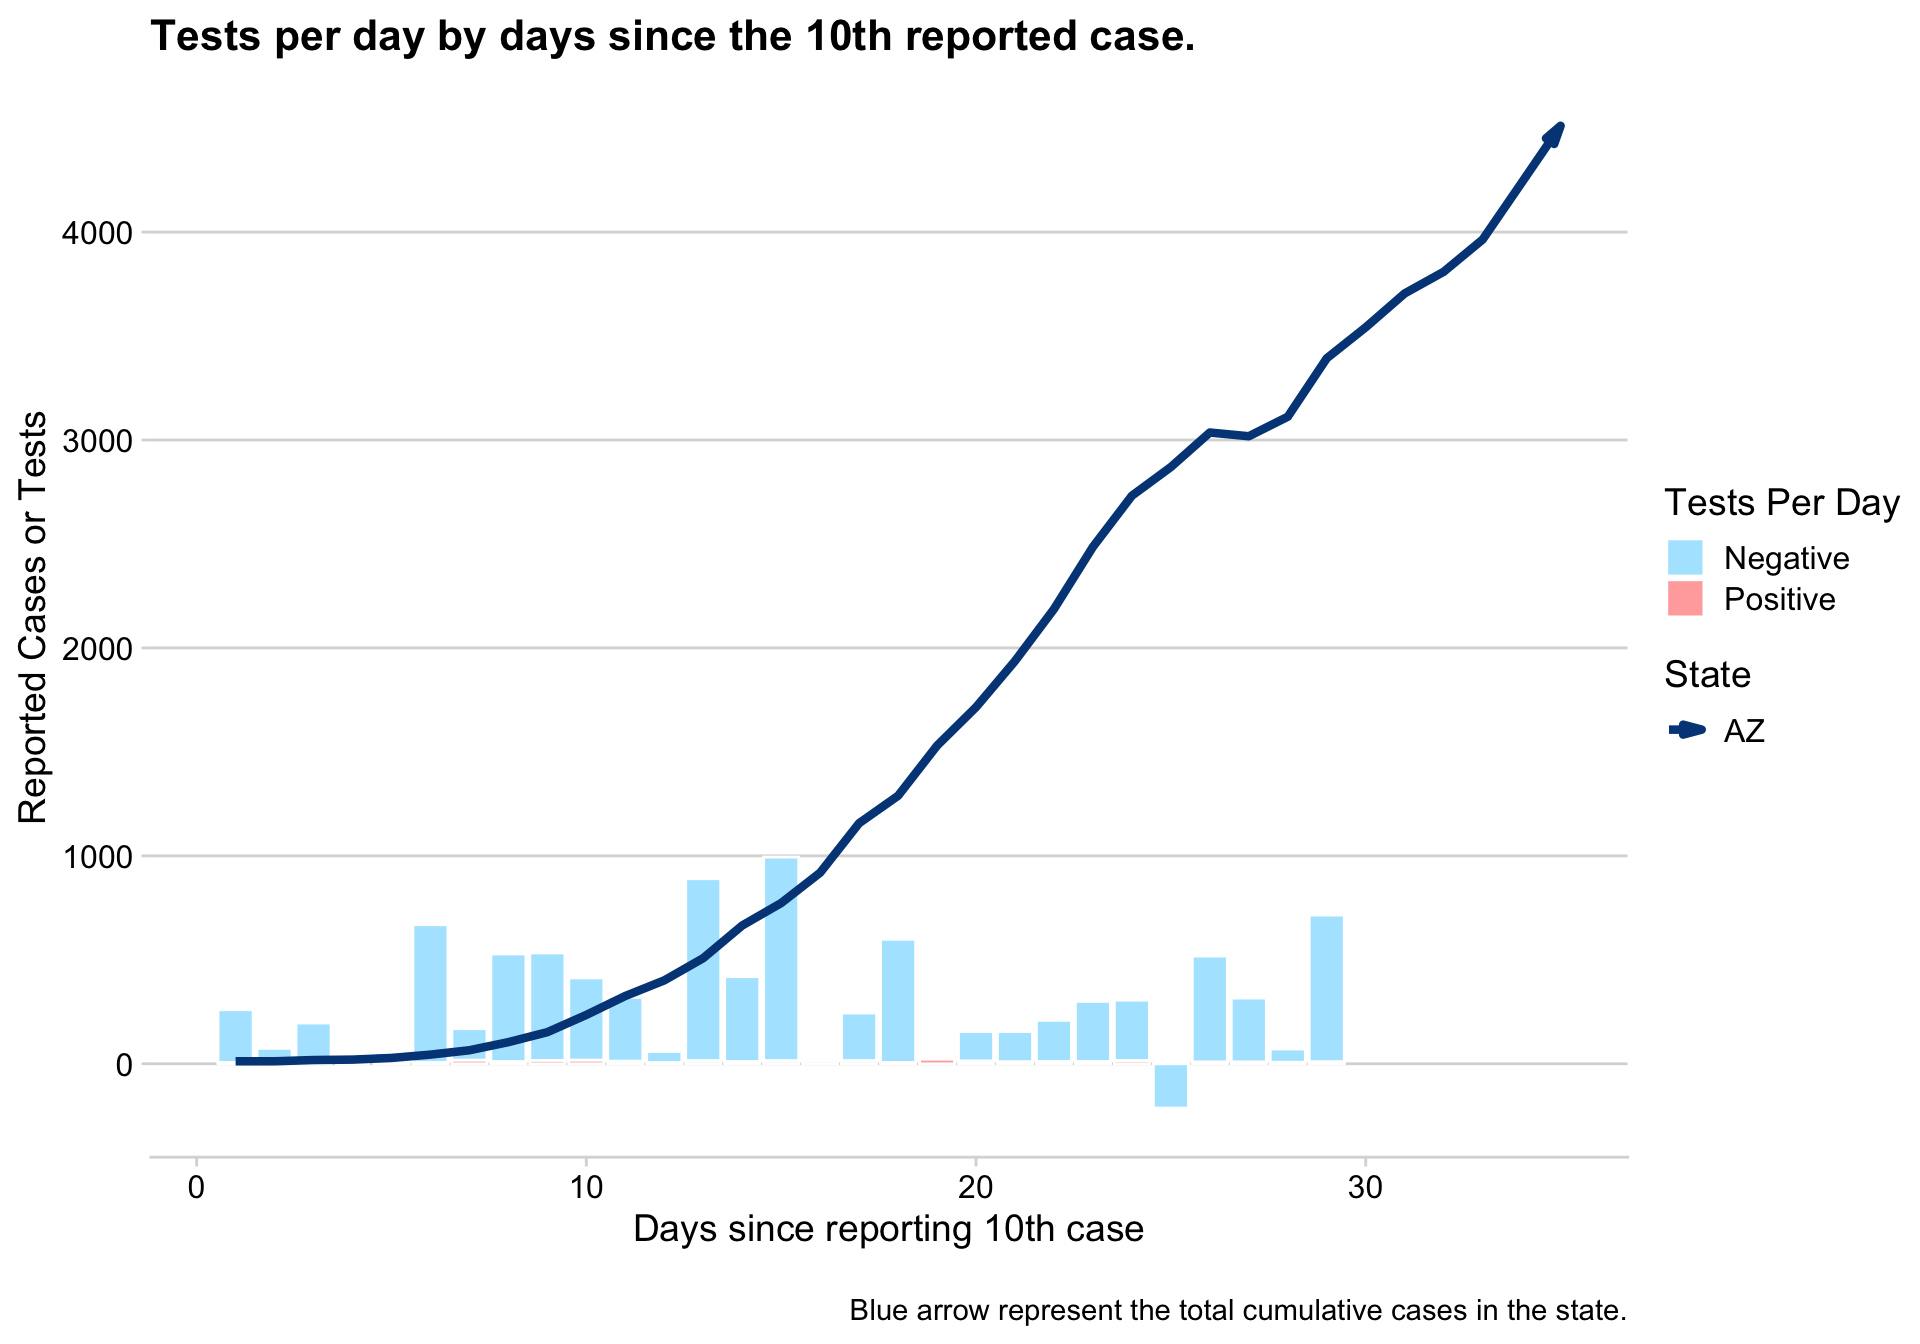 Tests per day by days since the 10th reported case.
Reported Cases or Tests
4000
3000
2000
1000
0
0
10
20
30
Days since reporting 10th case
Tests Per Day
Negative
Positive
State
AZ
Blue arrow represent the total cumulative cases in the state.